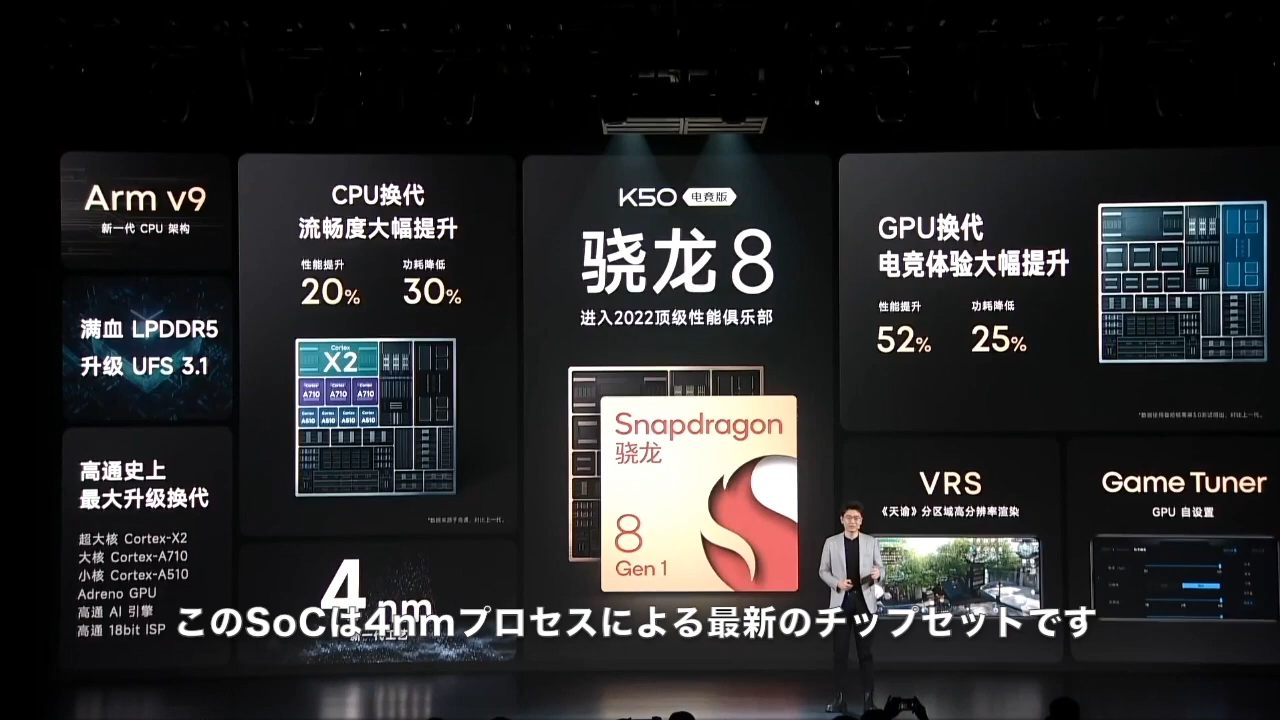 Arm v9
新一代 CPU 架构
满血 LPDDR5
升级 UFS 3.1
高通史上
最大升级换代
超大核 Cortex-X2
大核 Cortex-A710
小核 Cortex-A510
Adreno GPU
高通 AI 引擎
高通 18bit ISP
CPU换代
流畅度大幅提升
性能提升 功耗降低
20% 30%
Cortex
X2
Cortex Cortex Cortex
A710 A710 A710
Cortex Cortex Cortex Cortex
A510 A510 A510 A510
4nm
K50 电竞版
骁龙8
进入2022顶级性能俱乐部
Snapdragon
骁龙
8
Gen 1
GPU换代
电竞体验大幅提升
性能提升 功耗降低
52% 25%
VRS
《天谕》分区域高分辨率渲染
Game Tuner
GPU 自设置
このSoCは4nmプロセスによる最新のチップセットです